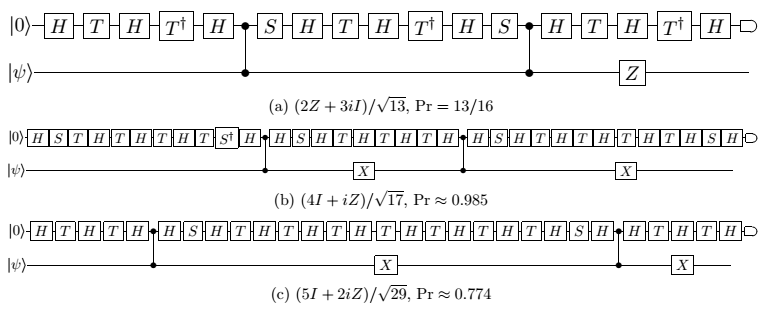 |0⟩ H T H T† H S H T H T† H S H T H T† H
|ψ⟩ Z
(a) (2Z + 3iI)/√13, Pr = 13/16
|0⟩ H S T H T H T H T S† H H S H T H T H T H H S H T H T H T H T H S H
|ψ⟩ X X
(b) (4I + iZ)/√17, Pr ≈ 0.985
|0⟩ H T H T H H S H T H T H T H T H T H T H T H S H H T H T H
|ψ⟩ X X
(c) (5I + 2iZ)/√29, Pr ≈ 0.774